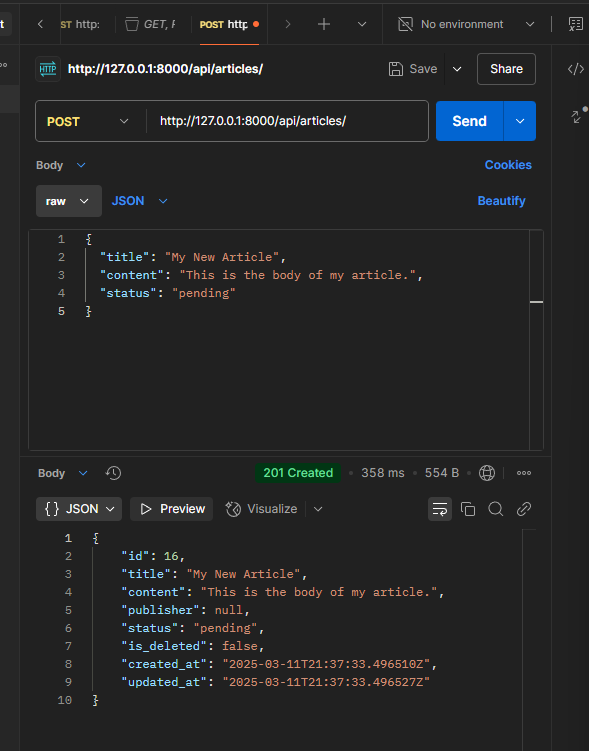 t
ST http:
GET, F
POST http
No environment
HTTP
http://127.0.0.1:8000/api/articles/
Save
Share
POST
http://127.0.0.1:8000/api/articles/
Send
Body
Cookies
raw
JSON
Beautify
1 {
2 "title": "My New Article",
3 "content": "This is the body of my article.",
4 "status": "pending"
5 }
Body
201 Created
358 ms
554 B
{} JSON
Preview
Visualize
1 {
2 "id": 16,
3 "title": "My New Article",
4 "content": "This is the body of my article.",
5 "publisher": null,
6 "status": "pending",
7 "is_deleted": false,
8 "created_at": "2025-03-11T21:37:33.496510Z",
9 "updated_at": "2025-03-11T21:37:33.496527Z"
10 }